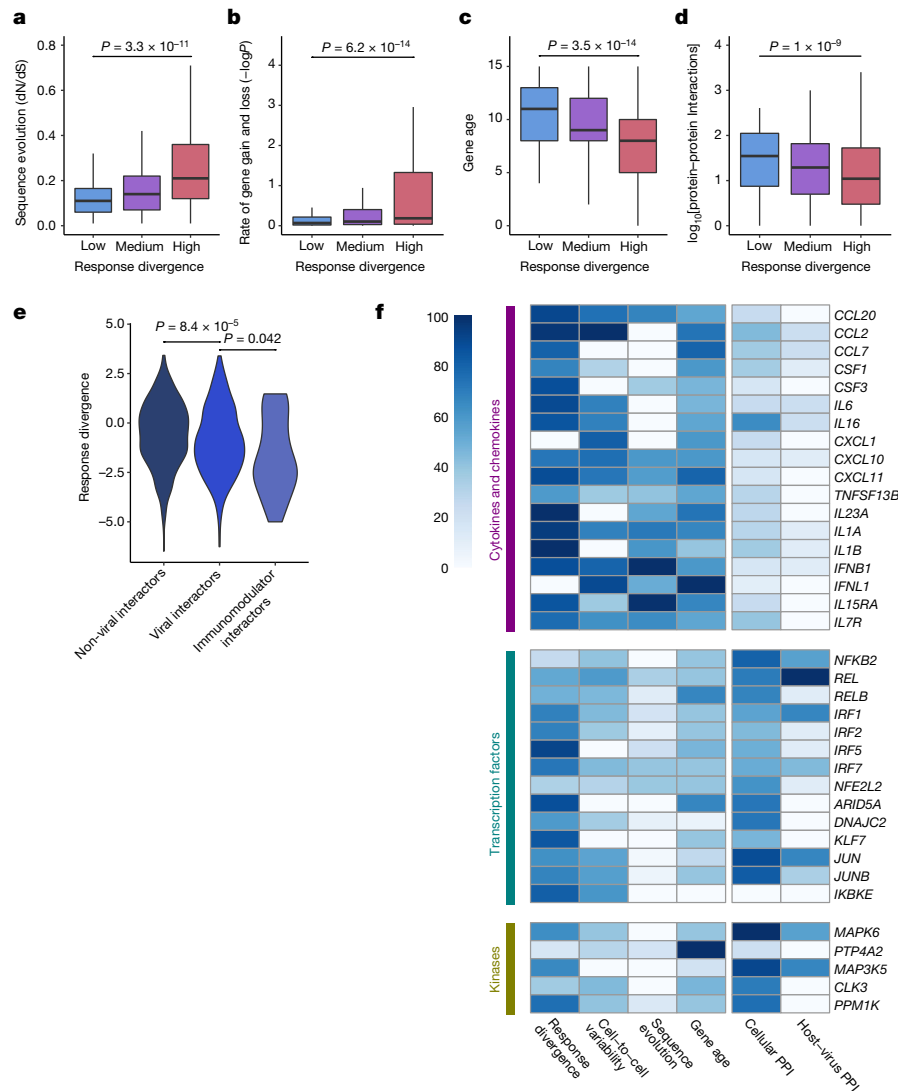 a
P = 3.3 × 10–11
Sequence evolution (dN/dS)
0.8
0.6
0.4
0.2
0.0
Low Medium High
Response divergence
b
P = 6.2 × 10–14
Rate of gene gain and loss (–logP)
4
3
2
1
0
Low Medium High
Response divergence
c
P = 3.5 × 10–14
Gene age
15
10
5
0
Low Medium High
Response divergence
d
P = 1 × 10–9
log10[protein–protein Interactions]
4
3
2
1
0
Low Medium High
Response divergence
e
P = 8.4 × 10–5
P = 0.042
Response divergence
5.0
2.5
0.0
–2.5
–5.0
Non-viral interactors
Viral interactors
Immunomodulator
interactors
f
100
80
60
40
20
0
Cytokines and chemokines
CCL20
CCL2
CCL7
CSF1
CSF3
IL6
IL16
CXCL1
CXCL10
CXCL11
TNFSF13B
IL23A
IL1A
IL1B
IFNB1
IFNL1
IL15RA
IL7R
Transcription factors
NFKB2
REL
RELB
IRF1
IRF2
IRF5
IRF7
NFE2L2
ARID5A
DNAJC2
KLF7
JUN
JUNB
IKBKE
Kinases
MAPK6
PTP4A2
MAP3K5
CLK3
PPM1K
Response
divergence
Cell-to-cell
variability
Sequence
evolution
Gene age
Cellular PPI
Host–virus PPI